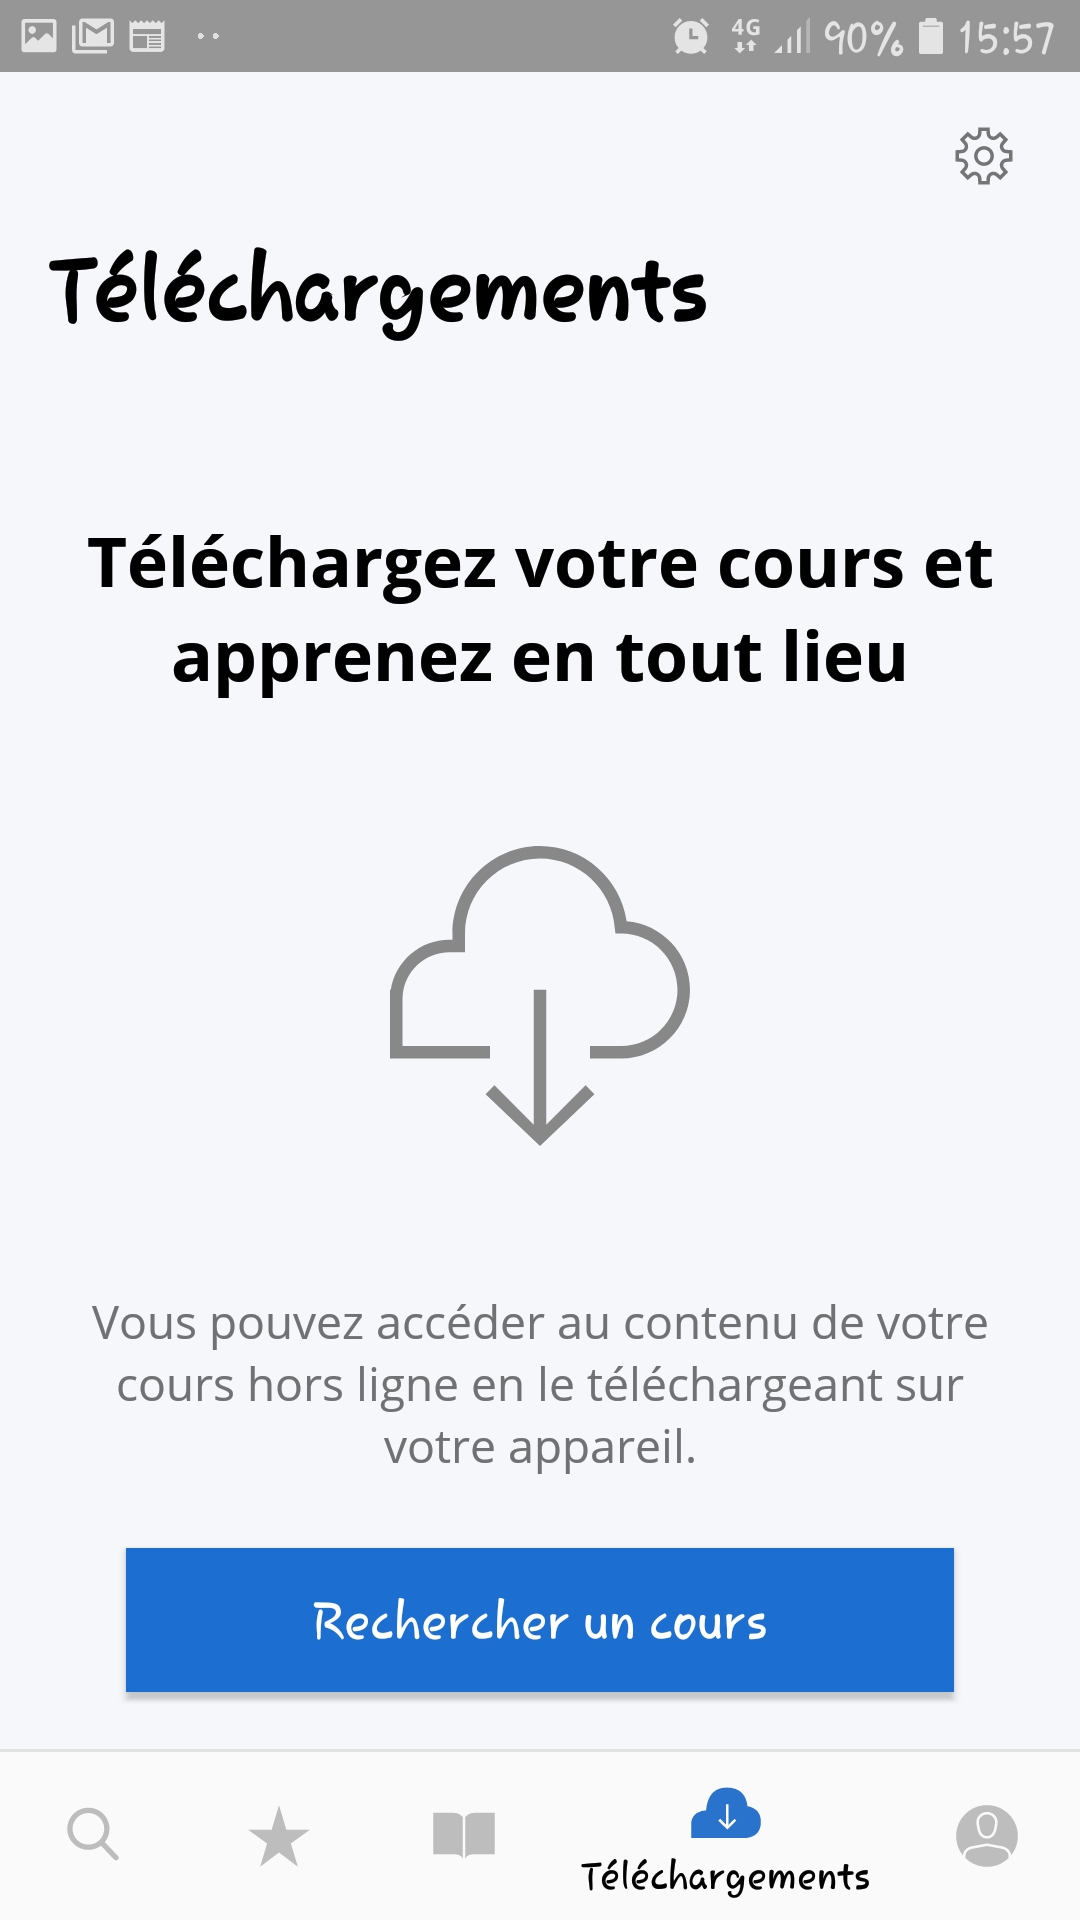 4G 90% 15:57
Téléchargements
Téléchargez votre cours et
apprenez en tout lieu
Vous pouvez accéder au contenu de votre
cours hors ligne en le téléchargeant sur
votre appareil.
Rechercher un cours
Téléchargements